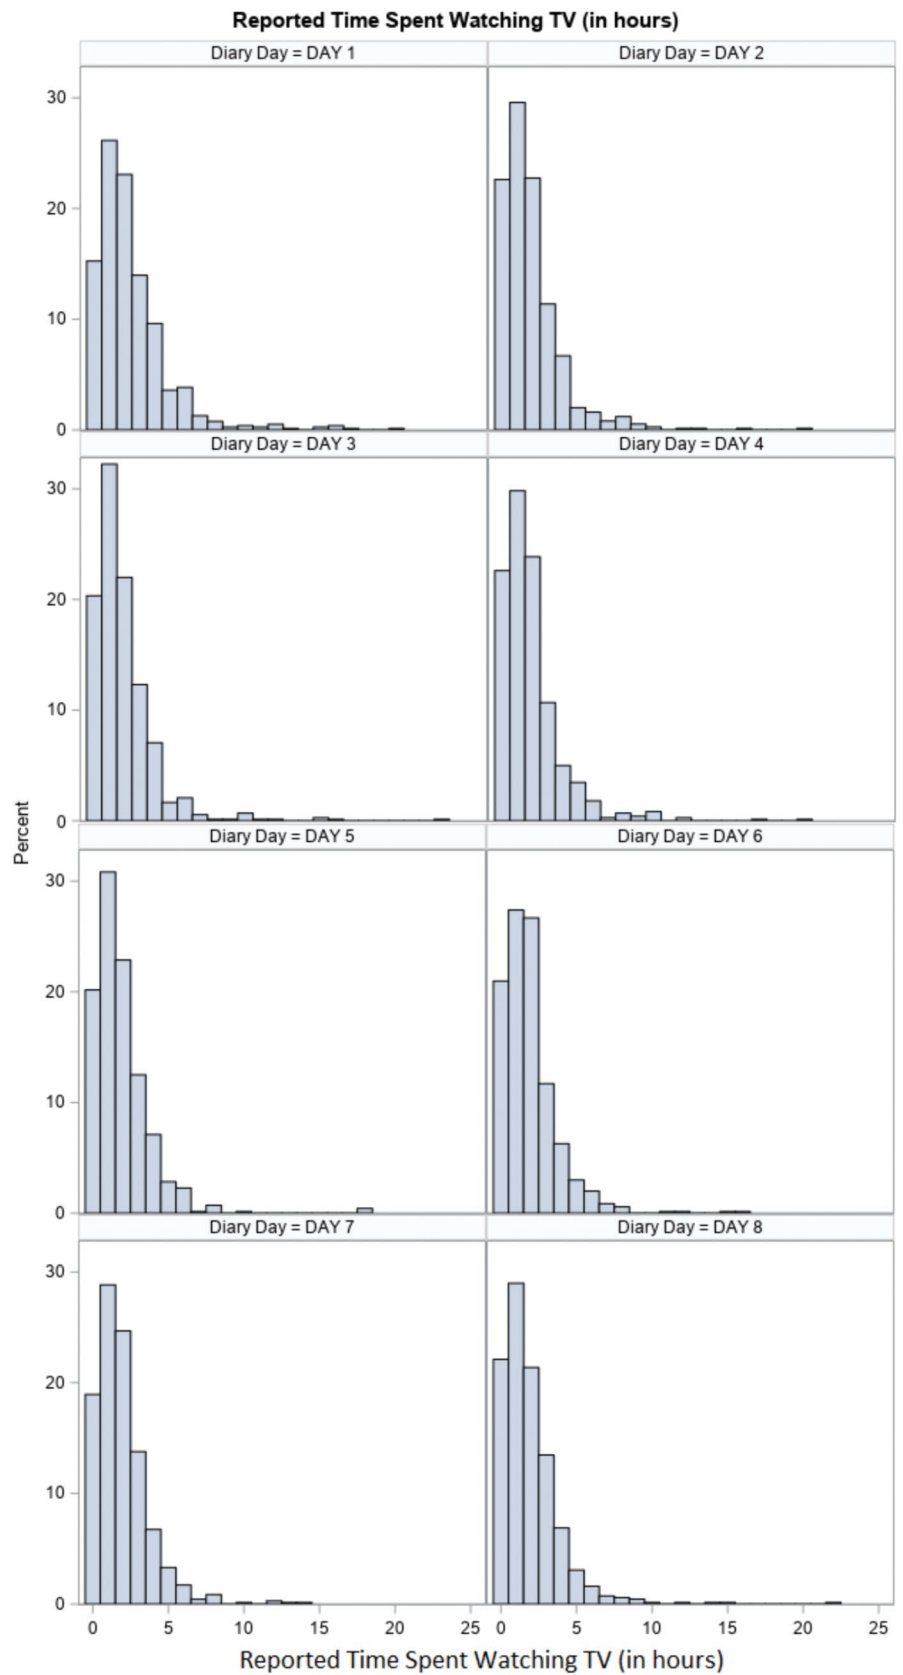 Reported Time Spent Watching TV (in hours)
Diary Day = DAY 1
Diary Day = DAY 2
30
20
10
0
Diary Day = DAY 3
Diary Day = DAY 4
30
20
10
0
Percent
Diary Day = DAY 5
Diary Day = DAY 6
30
20
10
0
Diary Day = DAY 7
Diary Day = DAY 8
30
20
10
0
0 5 10 15 20 25 0 5 10 15 20 25
Reported Time Spent Watching TV (in hours)